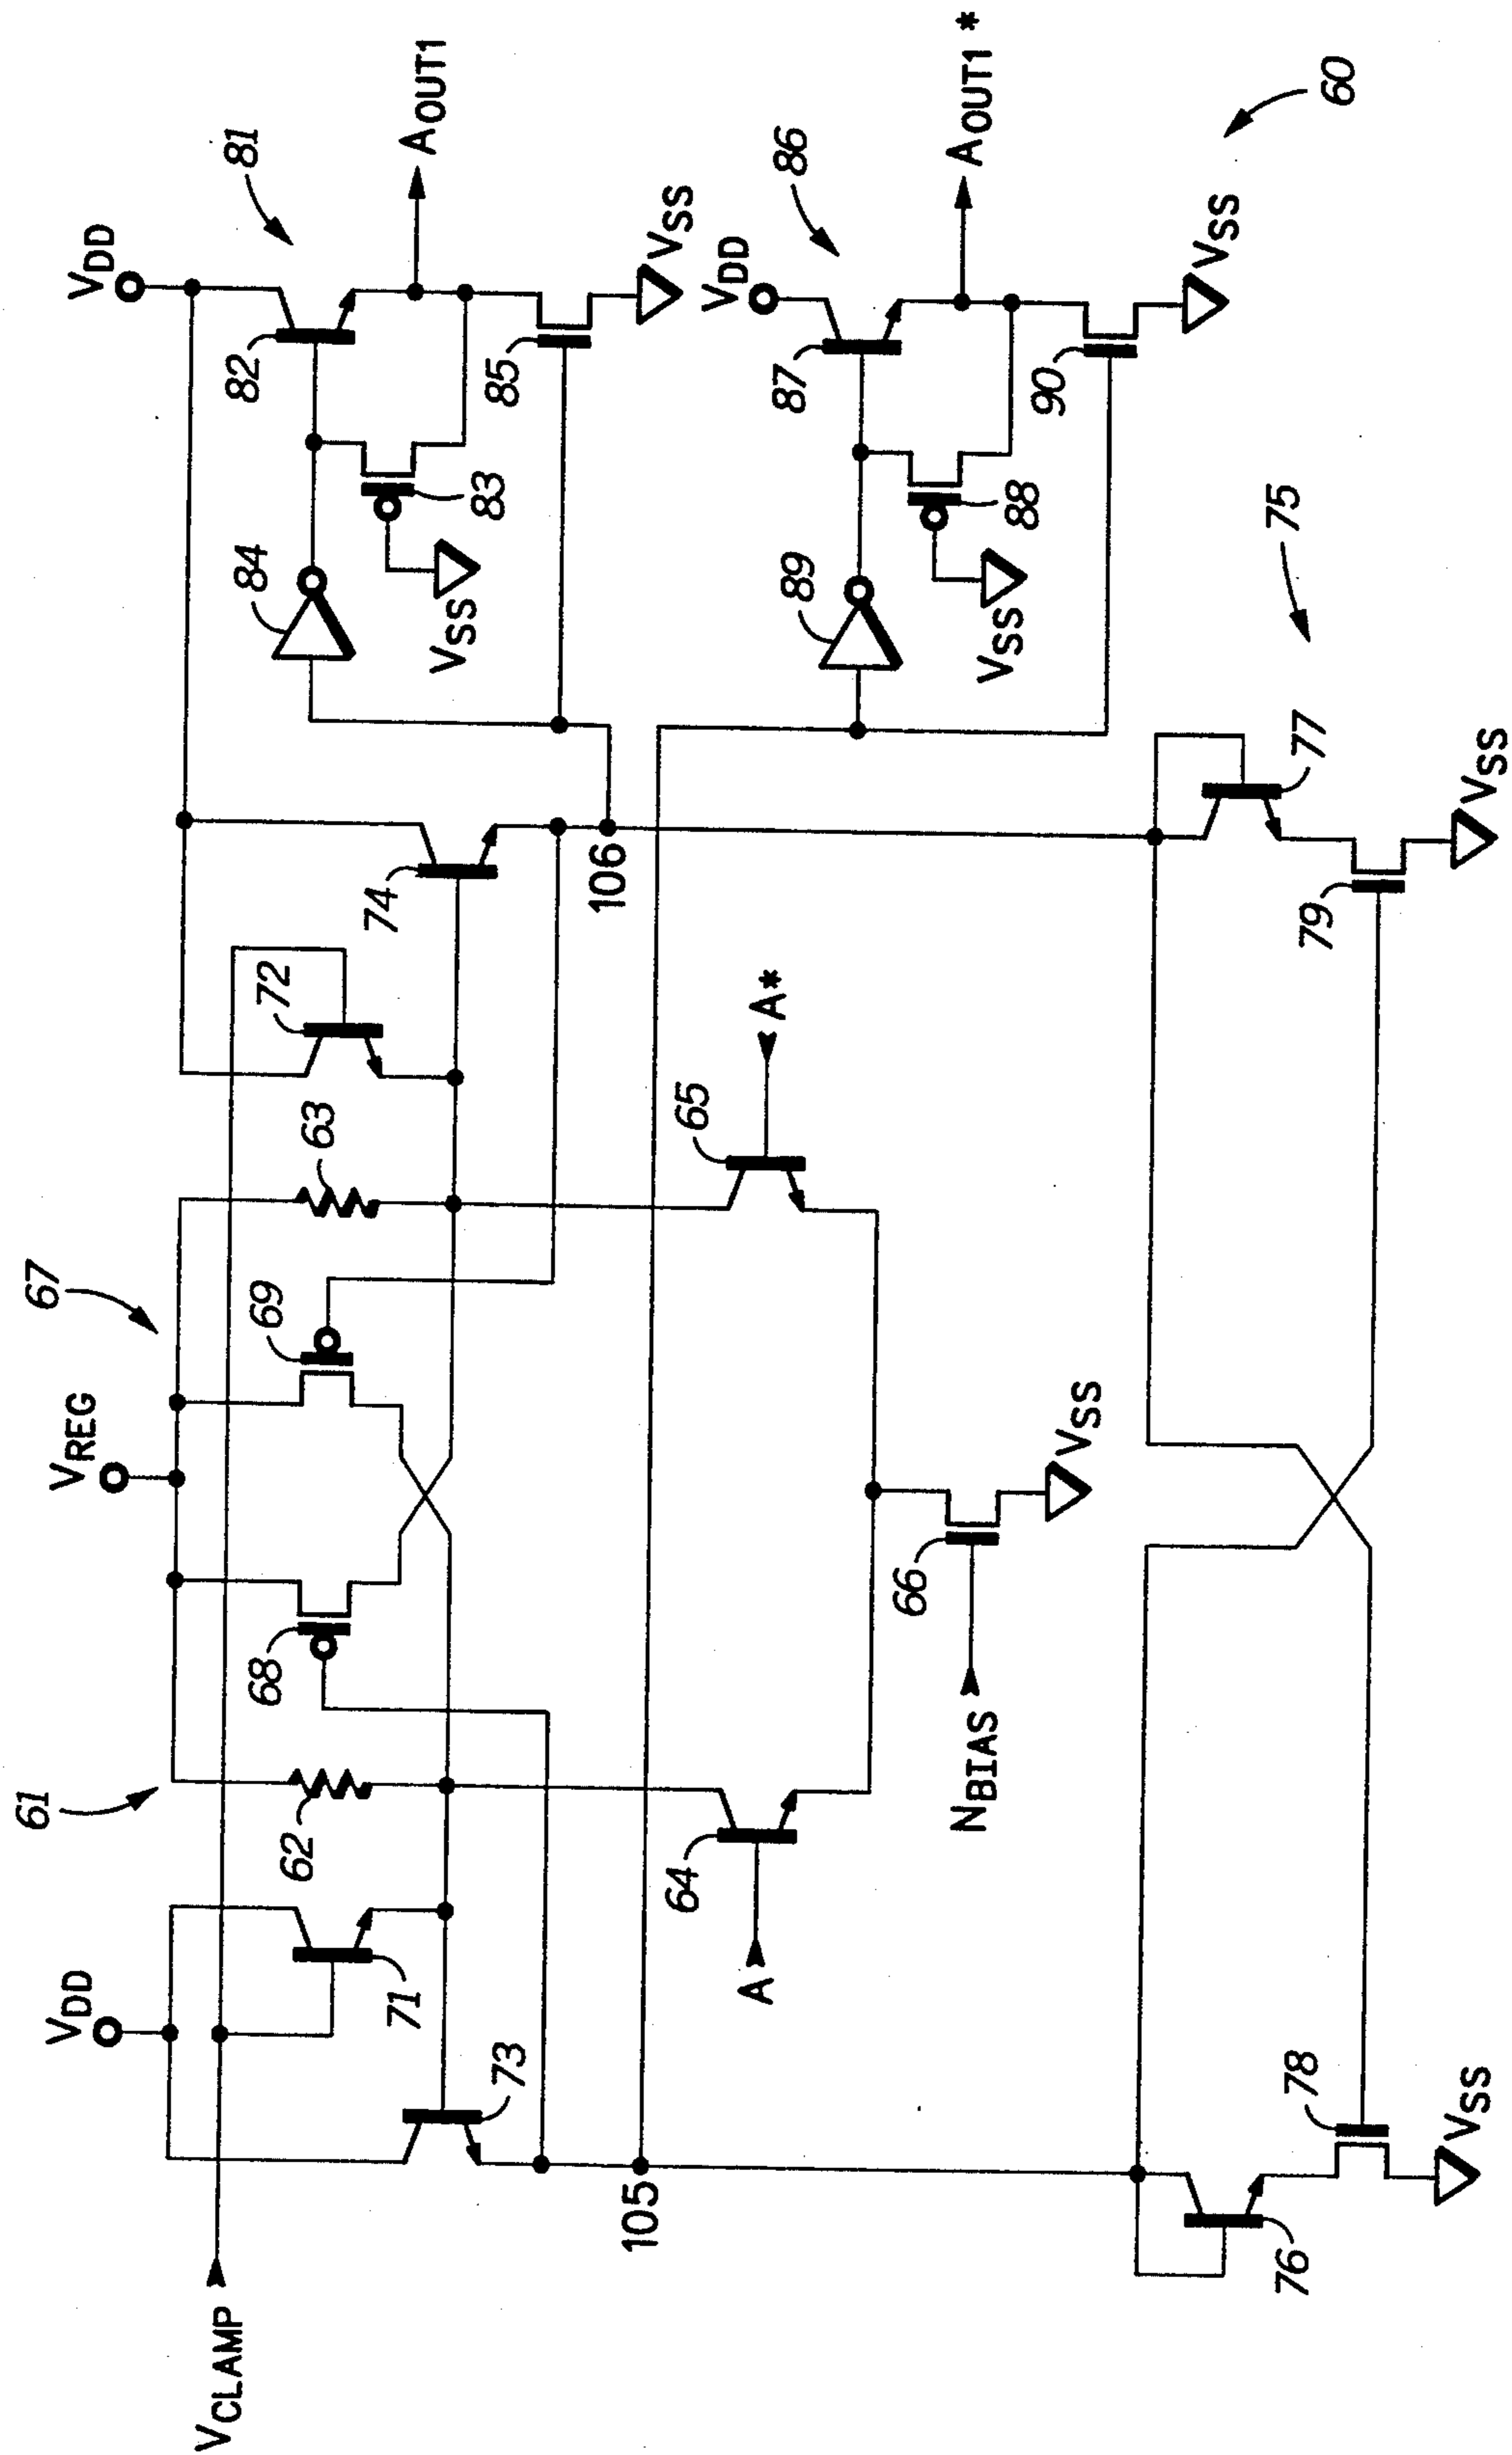 61
67
VDD
VREG
VDD
81
VCLAMP
71
62
68
69
63
72
82
84
83
VSS
AOUT1
73
74
85
VSS
105
106
A
64
65
A*
VDD
86
87
89
88
VSS
AOUT1*
NBIAS
66
VSS
90
VSS
60
75
76
78
VSS
79
77
VSS